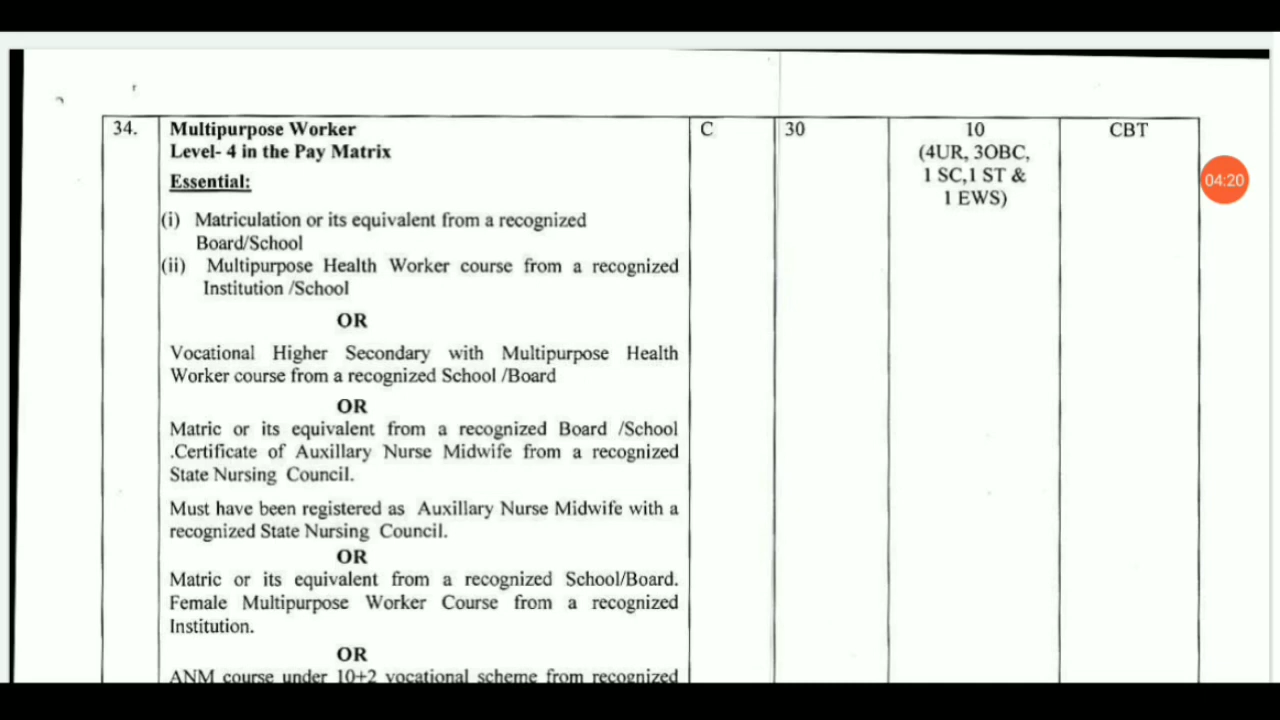 34.
Multipurpose Worker
Level- 4 in the Pay Matrix
Essential:
(i) Matriculation or its equivalent from a recognized
Board/School
(ii) Multipurpose Health Worker course from a recognized
Institution /School
OR
Vocational Higher Secondary with Multipurpose Health
Worker course from a recognized School /Board
OR
Matric or its equivalent from a recognized Board /School
.Certificate of Auxillary Nurse Midwife from a recognized
State Nursing Council.
Must have been registered as Auxillary Nurse Midwife with a
recognized State Nursing Council.
OR
Matric or its equivalent from a recognized School/Board.
Female Multipurpose Worker Course from a recognized
Institution.
OR
ANM course under 10+2 vocational scheme from recognized
C
30
10
(4UR, 3OBC,
1 SC,1 ST &
1 EWS)
CBT
04:20